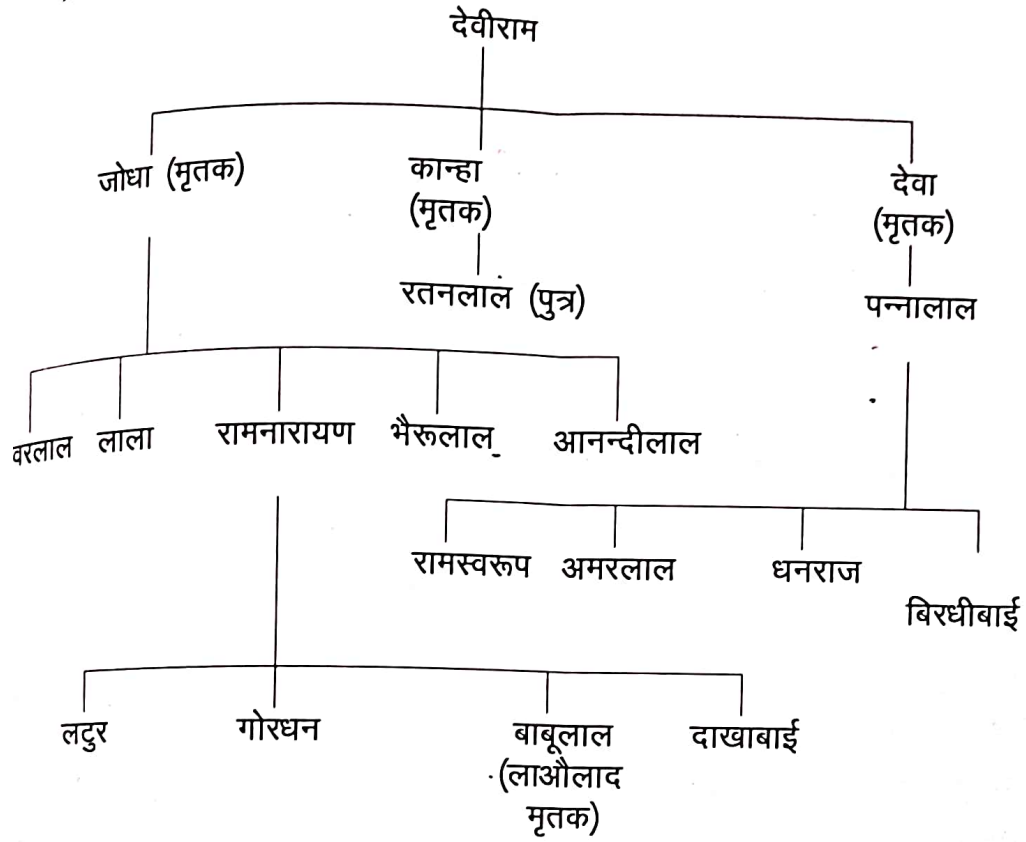 देवीराम
जोधा (मृतक)
कान्हा
(मृतक)
देवा
(मृतक)
रतनलाल (पुत्र)
पन्नालाल
वरलाल लाला रामनारायण भैरूलाल आनन्दीलाल
रामस्वरूप अमरलाल धनराज
बिरधीबाई
लटुर गोरधन बाबूलाल दाखाबाई
(लाऔलाद
मृतक)